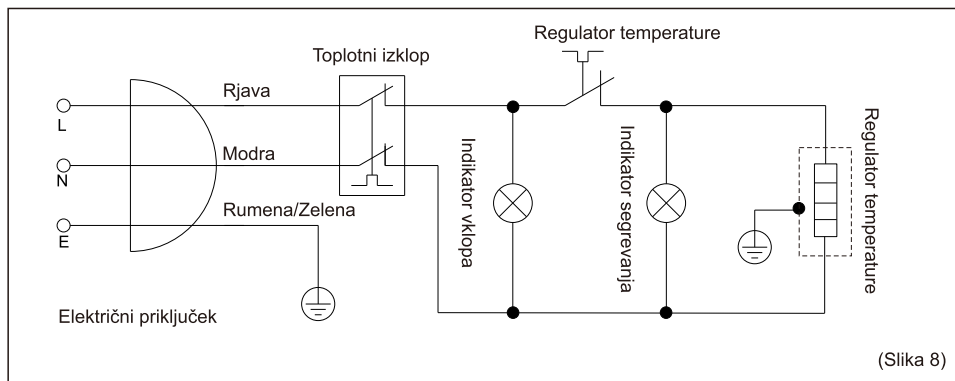 Regulator temperature
Toplotni izklop
Rjava
L
Modra
N
Rumena/Zelena
E
Indikator vklopa
Indikator segrevanja
Regulator temperature
Električni priključek
(Slika 8)